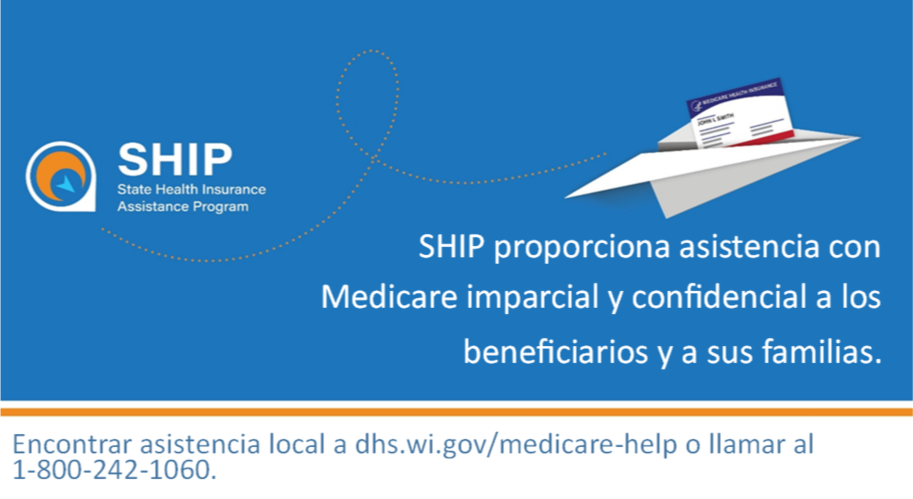 MEDICARE HEALTH INSURANCE
JOHN L SMITH
SHIP
State Health Insurance
Assistance Program
SHIP proporciona asistencia con
Medicare imparcial y confidencial a los
beneficiarios y a sus familias.
Encontrar asistencia local a dhs.wi.gov/medicare-help o llamar al
1-800-242-1060.